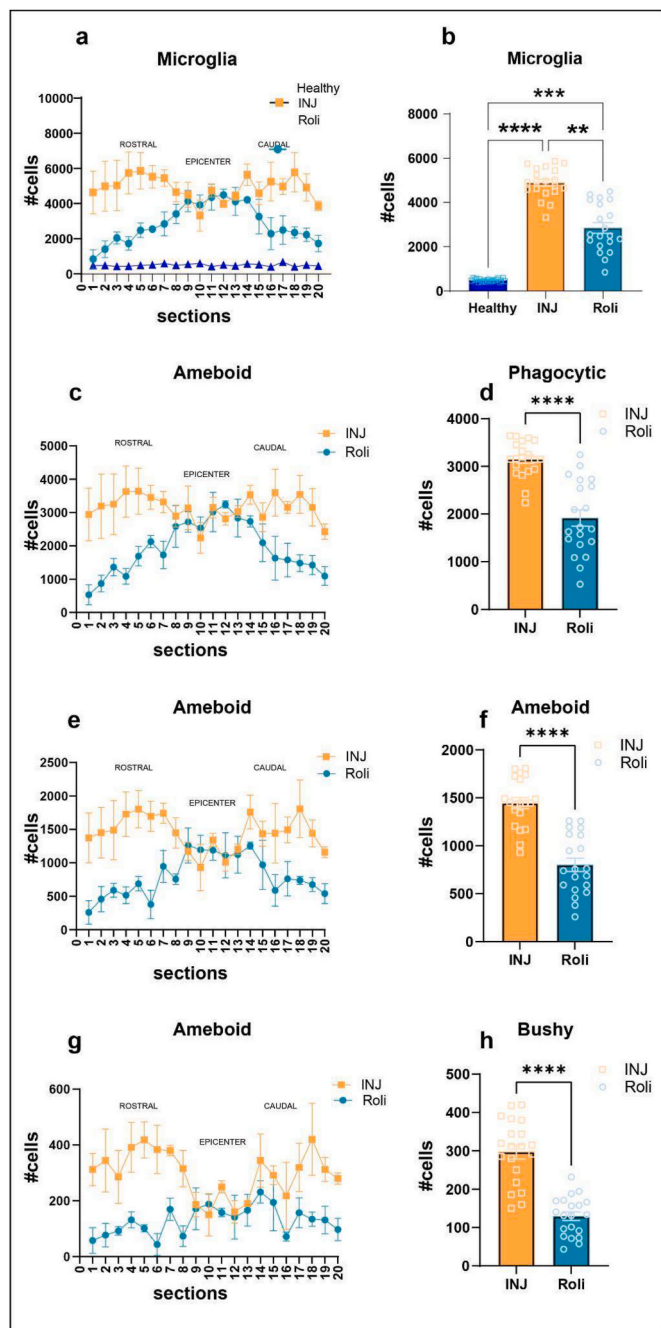 a
Microglia
Healthy
INJ
Roli
10000
8000
6000
4000
2000
0
#cells
ROSTRAL
EPICENTER
CAUDAL
0 1 2 3 4 5 6 7 8 9 10 11 12 13 14 15 16 17 18 19 20
sections
b
Microglia
***
**** **
8000
6000
4000
2000
0
#cells
Healthy INJ Roli
c
Ameboid
INJ
Roli
5000
4000
3000
2000
1000
0
#cells
ROSTRAL
EPICENTER
CAUDAL
0 1 2 3 4 5 6 7 8 9 10 11 12 13 14 15 16 17 18 19 20
sections
d
Phagocytic
****
INJ
Roli
4000
3000
2000
1000
0
#cells
INJ Roli
e
Ameboid
INJ
Roli
2500
2000
1500
1000
500
0
#cells
ROSTRAL
EPICENTER
CAUDAL
0 1 2 3 4 5 6 7 8 9 10 11 12 13 14 15 16 17 18 19 20
sections
f
Ameboid
****
INJ
Roli
2000
1500
1000
500
0
#cells
INJ Roli
g
Ameboid
INJ
Roli
600
400
200
0
#cells
ROSTRAL
EPICENTER
CAUDAL
0 1 2 3 4 5 6 7 8 9 10 11 12 13 14 15 16 17 18 19 20
sections
h
Bushy
****
INJ
Roli
500
400
300
200
100
0
#cells
INJ Roli